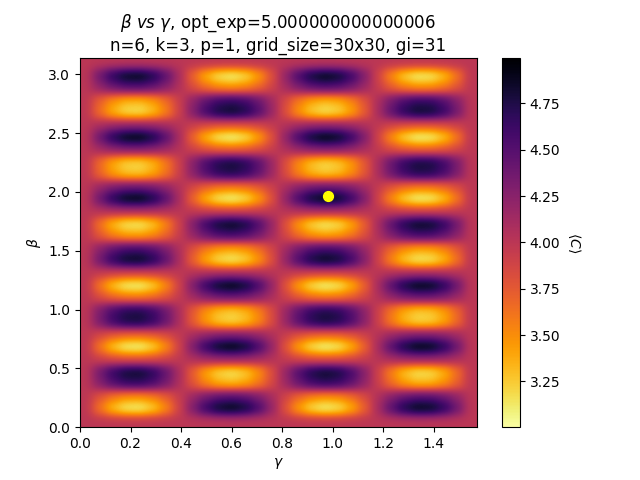 β vs γ, opt_exp=5.000000000000006
n=6, k=3, p=1, grid_size=30x30, gi=31
3.0
2.5
2.0
1.5
1.0
0.5
0.0
β
0.0 0.2 0.4 0.6 0.8 1.0 1.2 1.4
γ
4.75
4.50
4.25
4.00
3.75
3.50
3.25
⟨C⟩